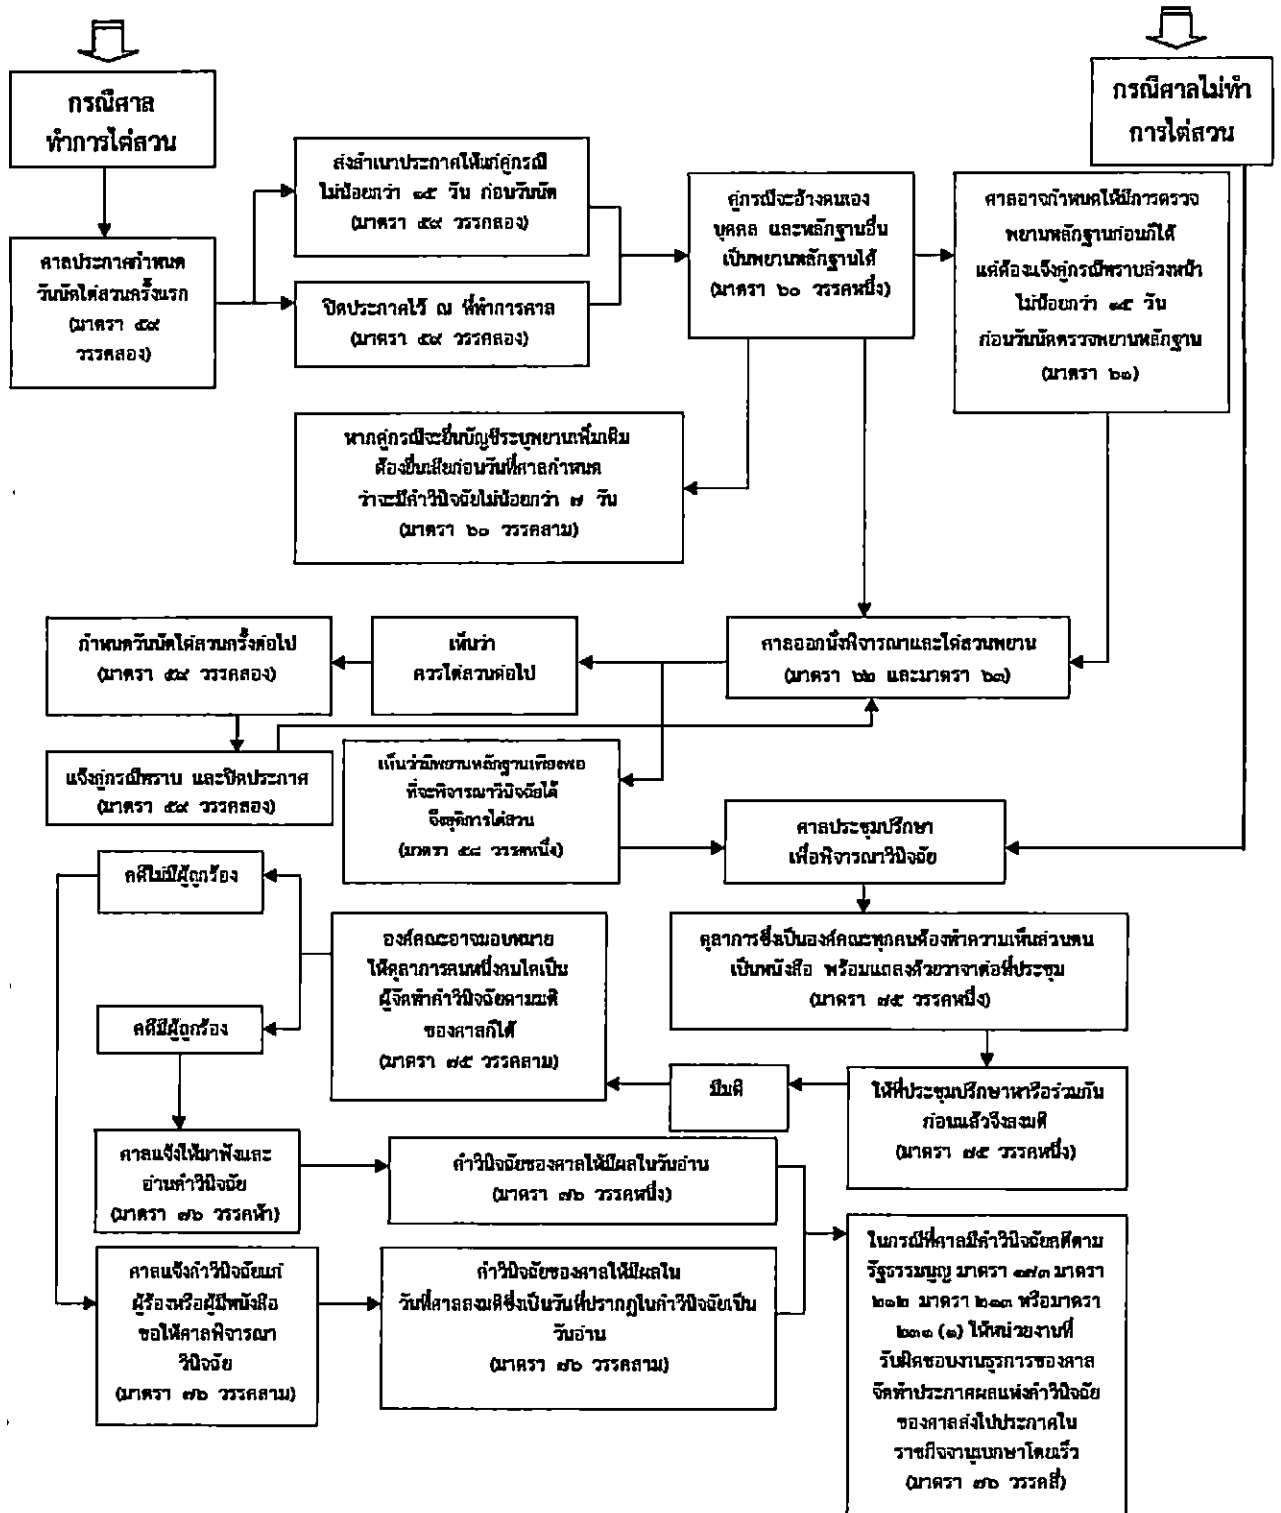 กรณีศาล
ทำการไต่สวน
กรณีศาลไม่ทำ
การไต่สวน
ส่งสำเนาประกาศให้แก่คู่กรณี
ไม่น้อยกว่า ๑๕ วัน ก่อนวันนัด
(มาตรา ๕๙ วรรคสอง)
คู่กรณีจะอ้างตนเอง
บุคคล และหลักฐานอื่น
เป็นพยานหลักฐานได้
(มาตรา ๖๐ วรรคหนึ่ง)
ศาลอาจกำหนดให้มีการตรวจ
พยานหลักฐานก่อนก็ได้
แต่ต้องแจ้งคู่กรณีทราบล่วงหน้า
ไม่น้อยกว่า ๑๕ วัน
ก่อนวันนัดตรวจพยานหลักฐาน
(มาตรา ๖๑)
ศาลประกาศกำหนด
วันนัดไต่สวนครั้งแรก
(มาตรา ๕๙
วรรคสอง)
ปิดประกาศไว้ ณ ที่ทำการศาล
(มาตรา ๕๙ วรรคสอง)
หากคู่กรณีจะยื่นบัญชีระบุพยานเพิ่มเติม
ต้องยื่นเสียก่อนวันที่ศาลกำหนด
ว่าจะมีคำวินิจฉัยไม่น้อยกว่า ๗ วัน
(มาตรา ๖๐ วรรคสาม)
กำหนดวันนัดไต่สวนครั้งต่อไป
(มาตรา ๕๙ วรรคสอง)
เห็นว่า
ควรไต่สวนต่อไป
ศาลออกนั่งพิจารณาและไต่สวนพยาน
(มาตรา ๖๒ และมาตรา ๖๓)
แจ้งคู่กรณีทราบ และปิดประกาศ
(มาตรา ๕๙ วรรคสอง)
เห็นว่ามีพยานหลักฐานเพียงพอ
ที่จะพิจารณาวินิจฉัยได้
จึงยุติการไต่สวน
(มาตรา ๕๘ วรรคหนึ่ง)
ศาลประชุมปรึกษา
เพื่อพิจารณาวินิจฉัย
คดีไม่มีผู้ถูกร้อง
องค์คณะอาจมอบหมาย
ให้ตุลาการคนหนึ่งคนใดเป็น
ผู้จัดทำคำวินิจฉัยตามมติ
ของศาลก็ได้
(มาตรา ๗๕ วรรคสาม)
ตุลาการซึ่งเป็นองค์คณะทุกคนต้องทำความเห็นส่วนตน
เป็นหนังสือ พร้อมแถลงด้วยวาจาต่อที่ประชุม
(มาตรา ๗๕ วรรคหนึ่ง)
คดีมีผู้ถูกร้อง
มีมติ
ให้ที่ประชุมปรึกษาหารือร่วมกัน
ก่อนแล้วจึงลงมติ
(มาตรา ๗๕ วรรคหนึ่ง)
ศาลแจ้งให้มาฟังและ
อ่านคำวินิจฉัย
(มาตรา ๗๖ วรรคห้า)
คำวินิจฉัยของศาลให้มีผลในวันอ่าน
(มาตรา ๗๖ วรรคหนึ่ง)
ศาลแจ้งคำวินิจฉัยแก่
ผู้ร้องหรือผู้มีหนังสือ
ขอให้ศาลพิจารณา
วินิจฉัย
(มาตรา ๗๖ วรรคสาม)
คำวินิจฉัยของศาลให้มีผลใน
วันที่ศาลลงมติซึ่งเป็นวันที่ปรากฏในคำวินิจฉัยเป็น
วันอ่าน
(มาตรา ๗๖ วรรคสาม)
ในกรณีที่ศาลมีคำวินิจฉัยคดีตาม
รัฐธรรมนูญ มาตรา ๑๗๓ มาตรา
๒๑๒ มาตรา ๒๑๓ หรือมาตรา
๒๓๑ (๑) ให้หน่วยงานที่
รับผิดชอบงานธุรการของศาล
จัดทำประกาศผลแห่งคำวินิจฉัย
ของศาลส่งไปประกาศใน
ราชกิจจานุเบกษาโดยเร็ว
(มาตรา ๗๖ วรรคสี่)